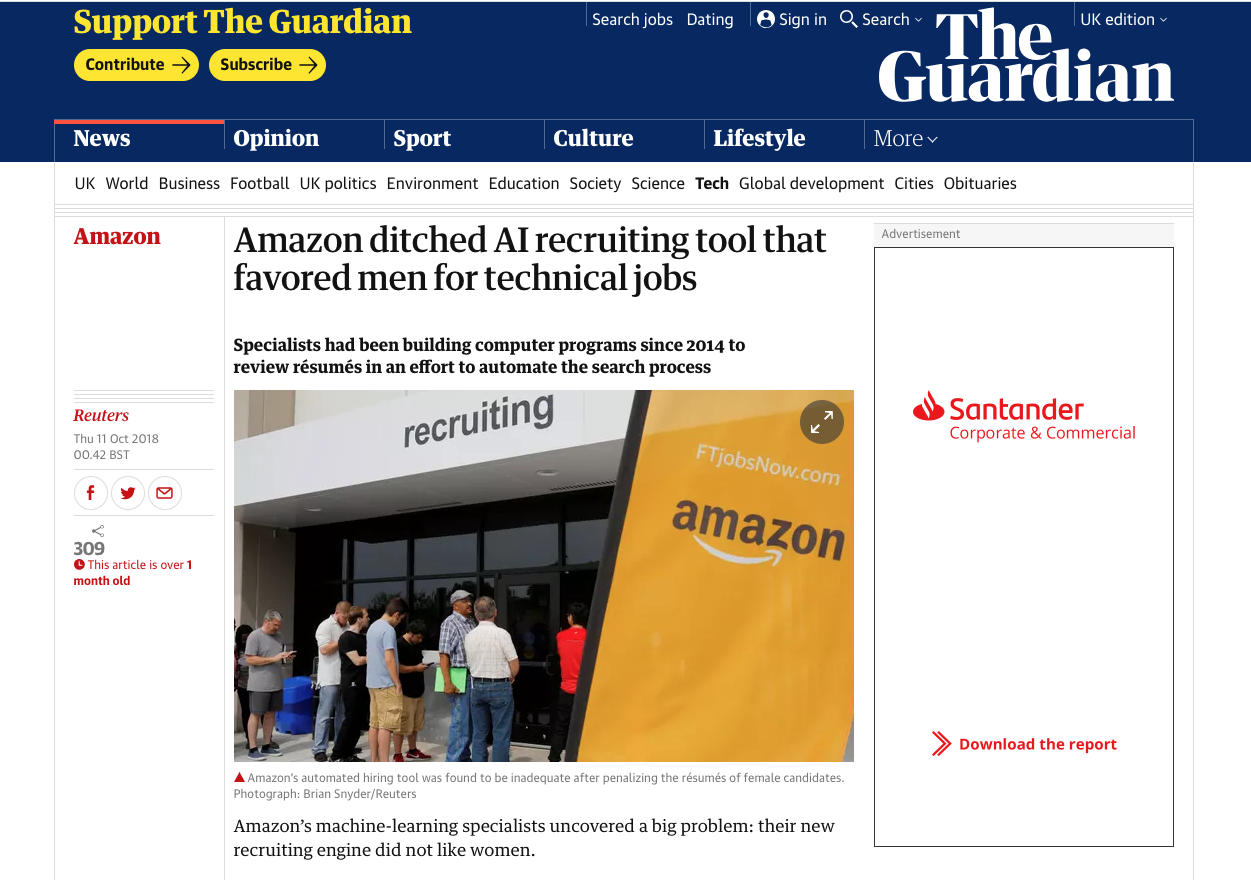 Support The Guardian
Contribute
Subscribe
Search jobs Dating Sign in Search UK edition
The
Guardian
News Opinion Sport Culture Lifestyle More
UK World Business Football UK politics Environment Education Society Science Tech Global development Cities Obituaries
Amazon
Amazon ditched AI recruiting tool that
favored men for technical jobs
Specialists had been building computer programs since 2014 to
review résumés in an effort to automate the search process
Reuters
Thu 11 Oct 2018
00.42 BST
309
This article is over 1
month old
recruiting
FTjobsNow.com
amazon
Amazon's automated hiring tool was found to be inadequate after penalizing the résumés of female candidates.
Photograph: Brian Snyder/Reuters
Amazon’s machine-learning specialists uncovered a big problem: their new
recruiting engine did not like women.
Advertisement
Santander
Corporate & Commercial
Download the report